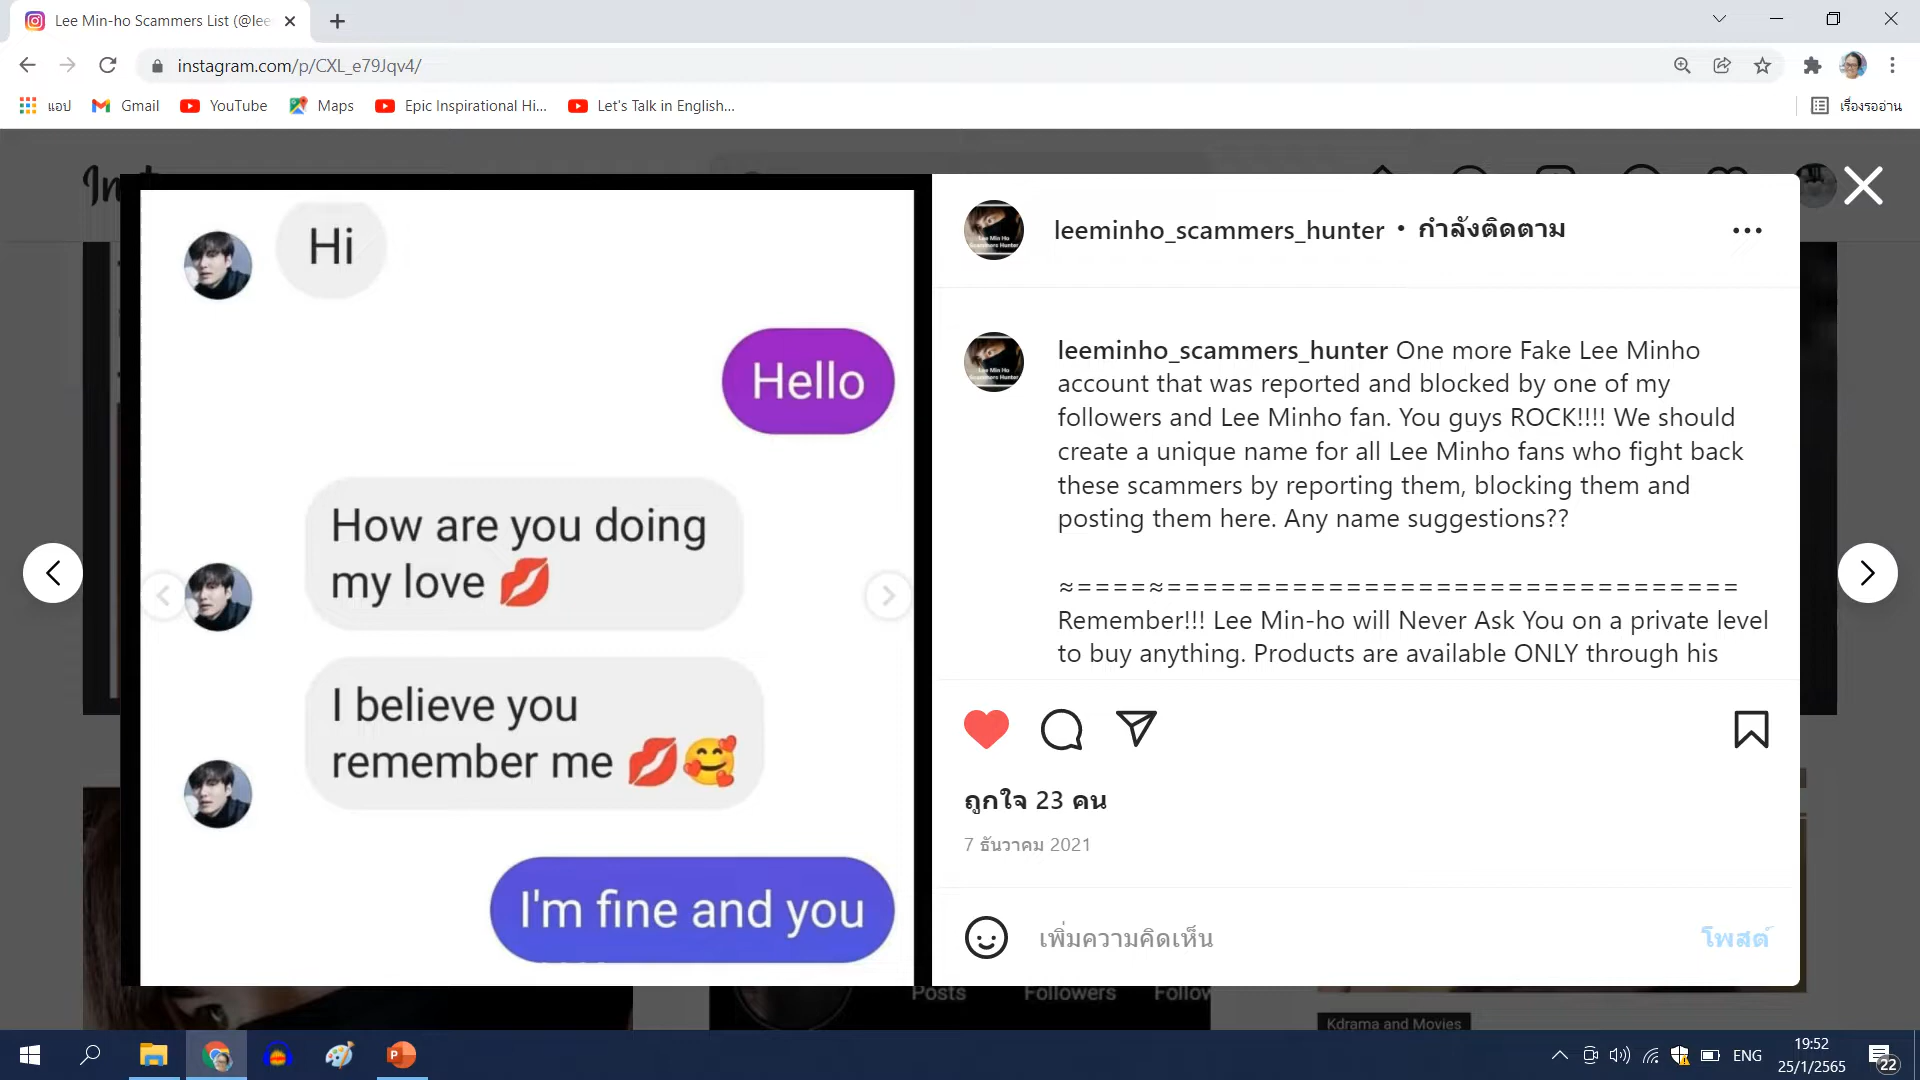 Lee Min-ho Scammers List (@lee
instagram.com/p/CXL_e79Jqv4/
แอป
Gmail
YouTube
Maps
Epic Inspirational Hi...
Let's Talk in English...
เรื่องรออ่าน
Hi
Hello
How are you doing
my love
I believe you
remember me
I'm fine and you
leeminho_scammers_hunter • กำลังติดตาม
leeminho_scammers_hunter One more Fake Lee Minho
account that was reported and blocked by one of my
followers and Lee Minho fan. You guys ROCK!!!! We should
create a unique name for all Lee Minho fans who fight back
these scammers by reporting them, blocking them and
posting them here. Any name suggestions??
≈====≈================================
Remember!!! Lee Min-ho will Never Ask You on a private level
to buy anything. Products are available ONLY through his
ถูกใจ 23 คน
7 ธันวาคม 2021
เพิ่มความคิดเห็น
โพสต์
Posts
Followers
Kdrama and Movies
ENG
19:52
25/1/2565
22